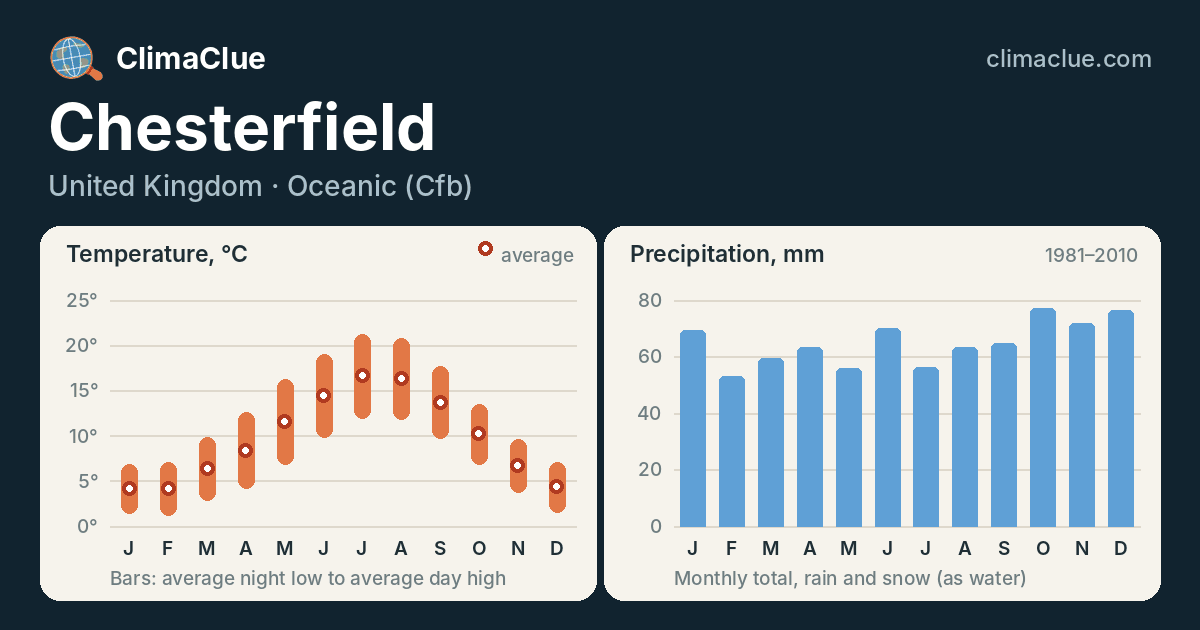 ClimaClue
climaclue.com
Chesterfield
United Kingdom · Oceanic (Cfb)
Temperature, °C
average
25°
20°
15°
10°
5°
0°
J F M A M J J A S O N D
Bars: average night low to average day high
Precipitation, mm
1981–2010
80
60
40
20
0
J F M A M J J A S O N D
Monthly total, rain and snow (as water)